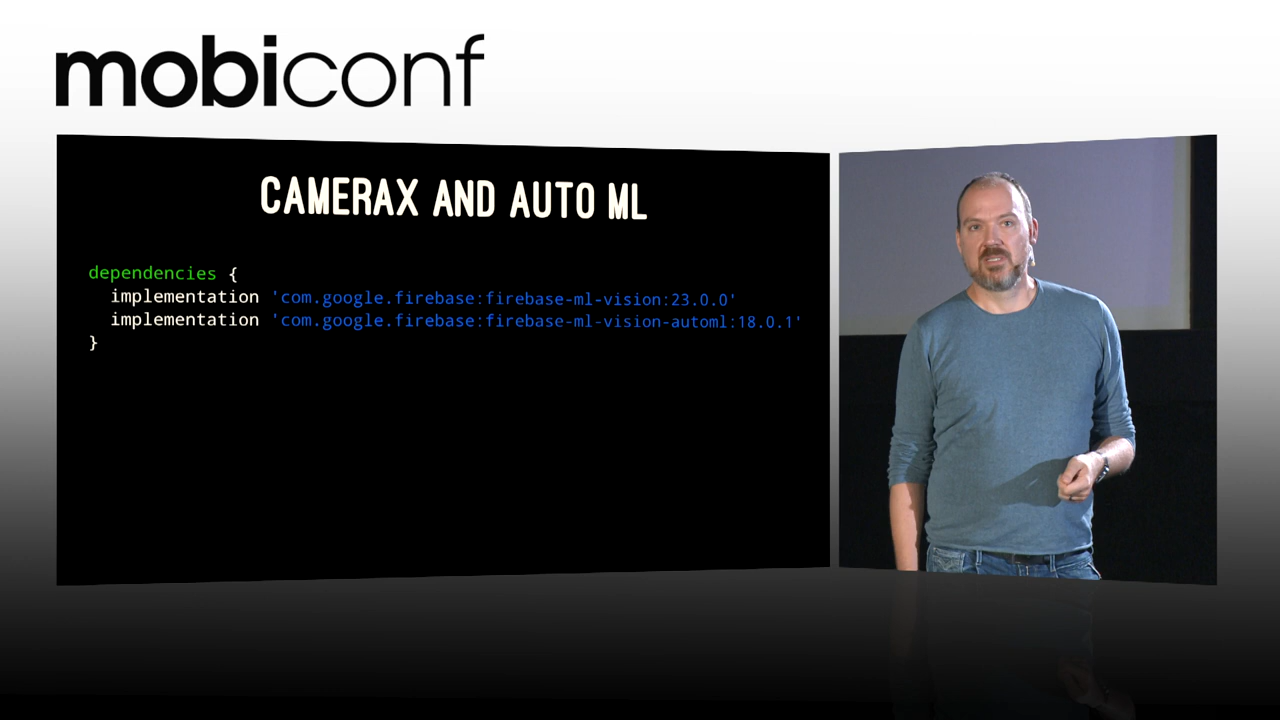 mobiconf
CAMERAX AND AUTO ML
dependencies {
implementation 'com.google.firebase:firebase-ml-vision:23.0.0'
implementation 'com.google.firebase:firebase-ml-vision-automl:18.0.1'
}